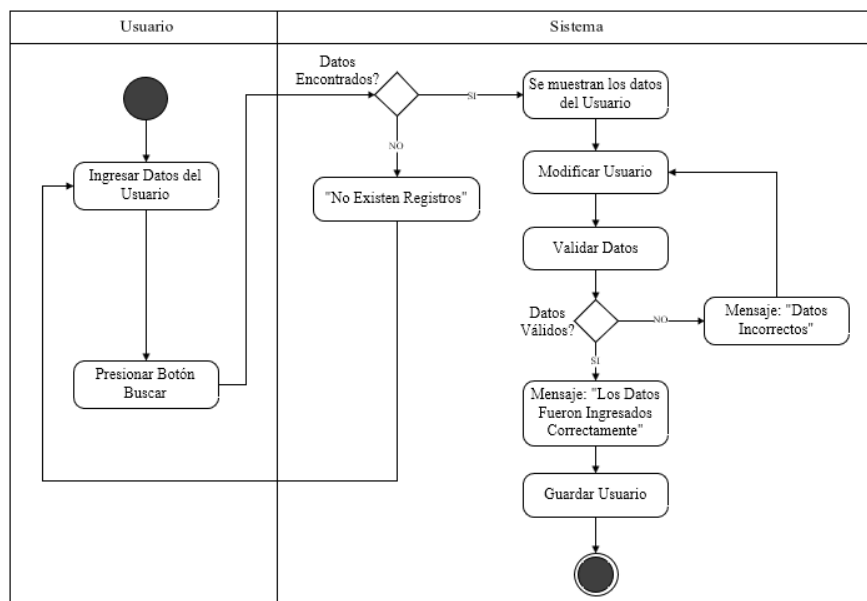 Usuario
Sistema
Datos
Encontrados?
SI
NO
Se muestran los datos
del Usuario
Ingresar Datos del
Usuario
"No Existen Registros"
Modificar Usuario
Validar Datos
Datos
Válidos?
NO
SI
Mensaje: "Datos
Incorrectos"
Presionar Botón
Buscar
Mensaje: "Los Datos
Fueron Ingresados
Correctamente"
Guardar Usuario